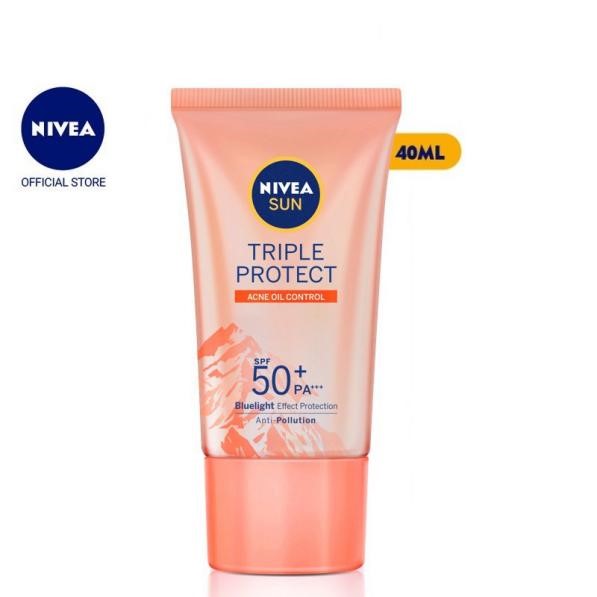 NIVEA
OFFICIAL STORE
40ML
NIVEA
SUN
TRIPLE
PROTECT
ACNE OIL CONTROL
SPF
50+
PA+++
Bluelight Effect Protection
Anti-Pollution